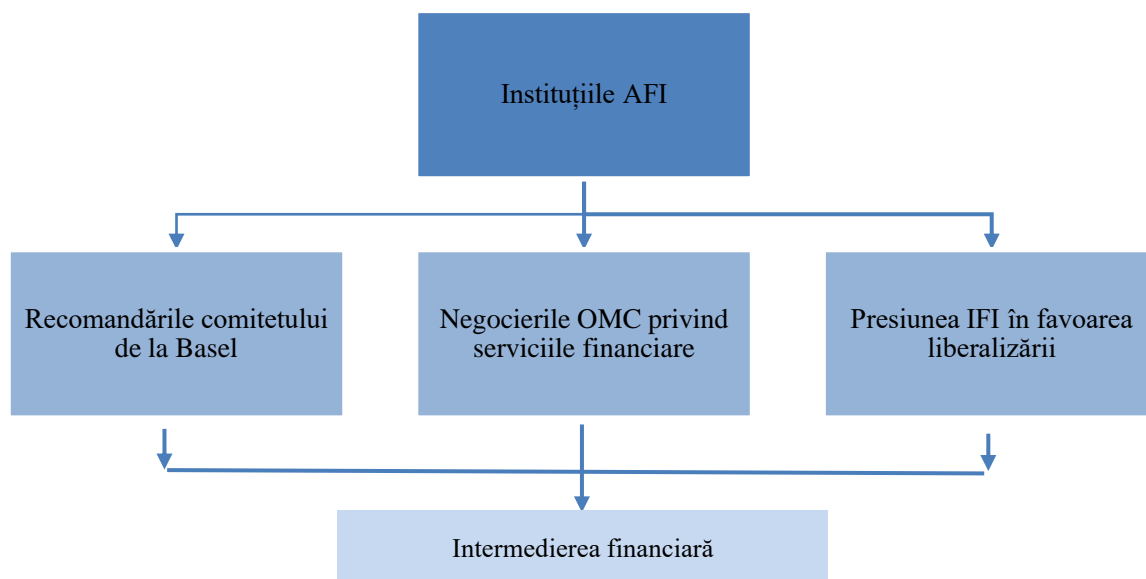 Instituțiile AFI
Recomandările comitetului
de la Basel
Negocierile OMC privind
serviciile financiare
Presiunea IFI în favoarea
liberalizării
Intermedierea financiară